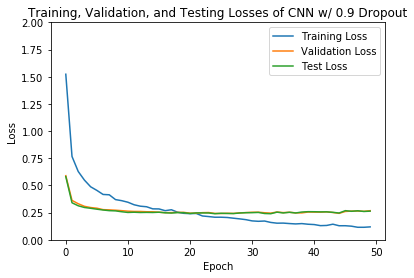 Training, Validation, and Testing Losses of CNN w/ 0.9 Dropout
2.00
1.75
1.50
1.25
1.00
0.75
0.50
0.25
0.00
Loss
Training Loss
Validation Loss
Test Loss
0 10 20 30 40 50
Epoch